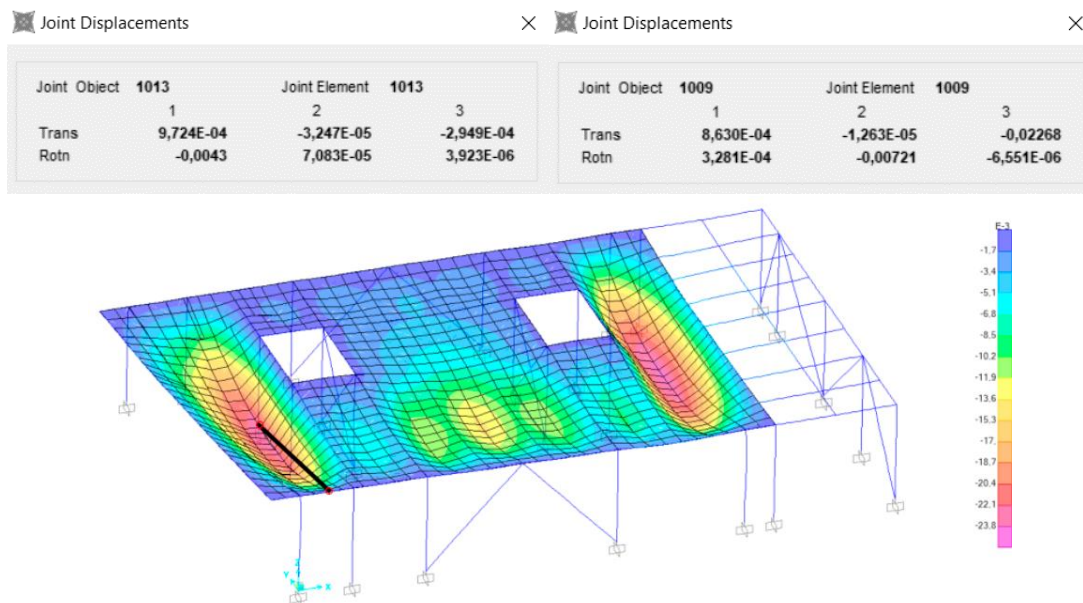 Joint Displacements
Joint Object 1013 Joint Element 1013
1 2 3
Trans 9,724E-04 -3,247E-05 -2,949E-04
Rotn -0,0043 7,083E-05 3,923E-06
Joint Displacements
Joint Object 1009 Joint Element 1009
1 2 3
Trans 8,630E-04 -1,263E-05 -0,02268
Rotn 3,281E-04 -0,00721 -6,551E-06
E-3
-1.7
-3.4
-5.1
-6.8
-8.5
-10.2
-11.9
-13.6
-15.3
-17.
-18.7
-20.4
-22.1
-23.8
Z
Y
X